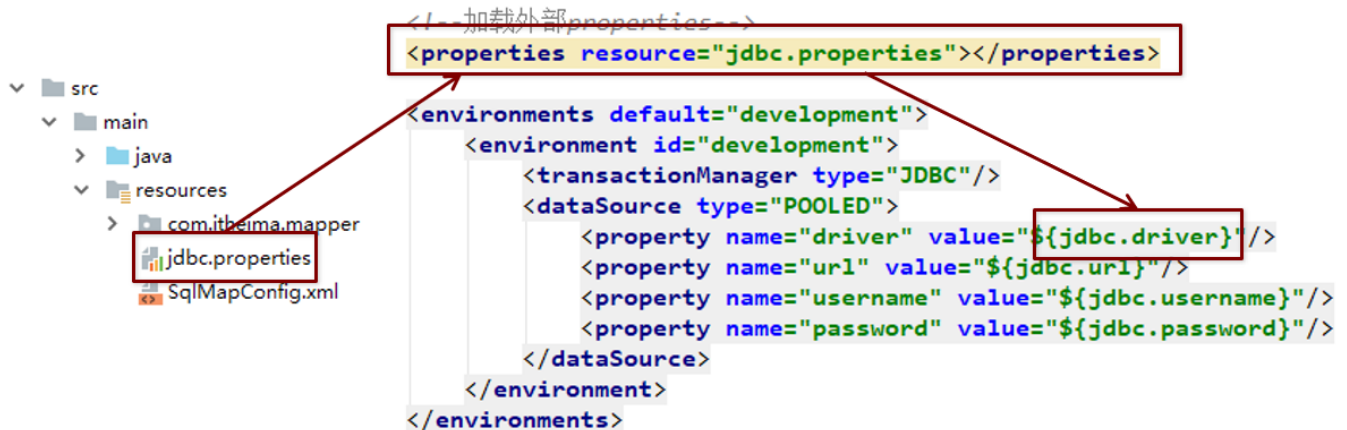 src
main
java
resources
com.itheima.mapper
jdbc.properties
SqlMapConfig.xml
<!--加载外部properties-->
<properties resource="jdbc.properties"></properties>
<environments default="development">
<environment id="development">
<transactionManager type="JDBC"/>
<dataSource type="POOLED">
<property name="driver" value="${jdbc.driver}"/>
<property name="url" value="${jdbc.url}"/>
<property name="username" value="${jdbc.username}"/>
<property name="password" value="${jdbc.password}"/>
</dataSource>
</environment>
</environments>